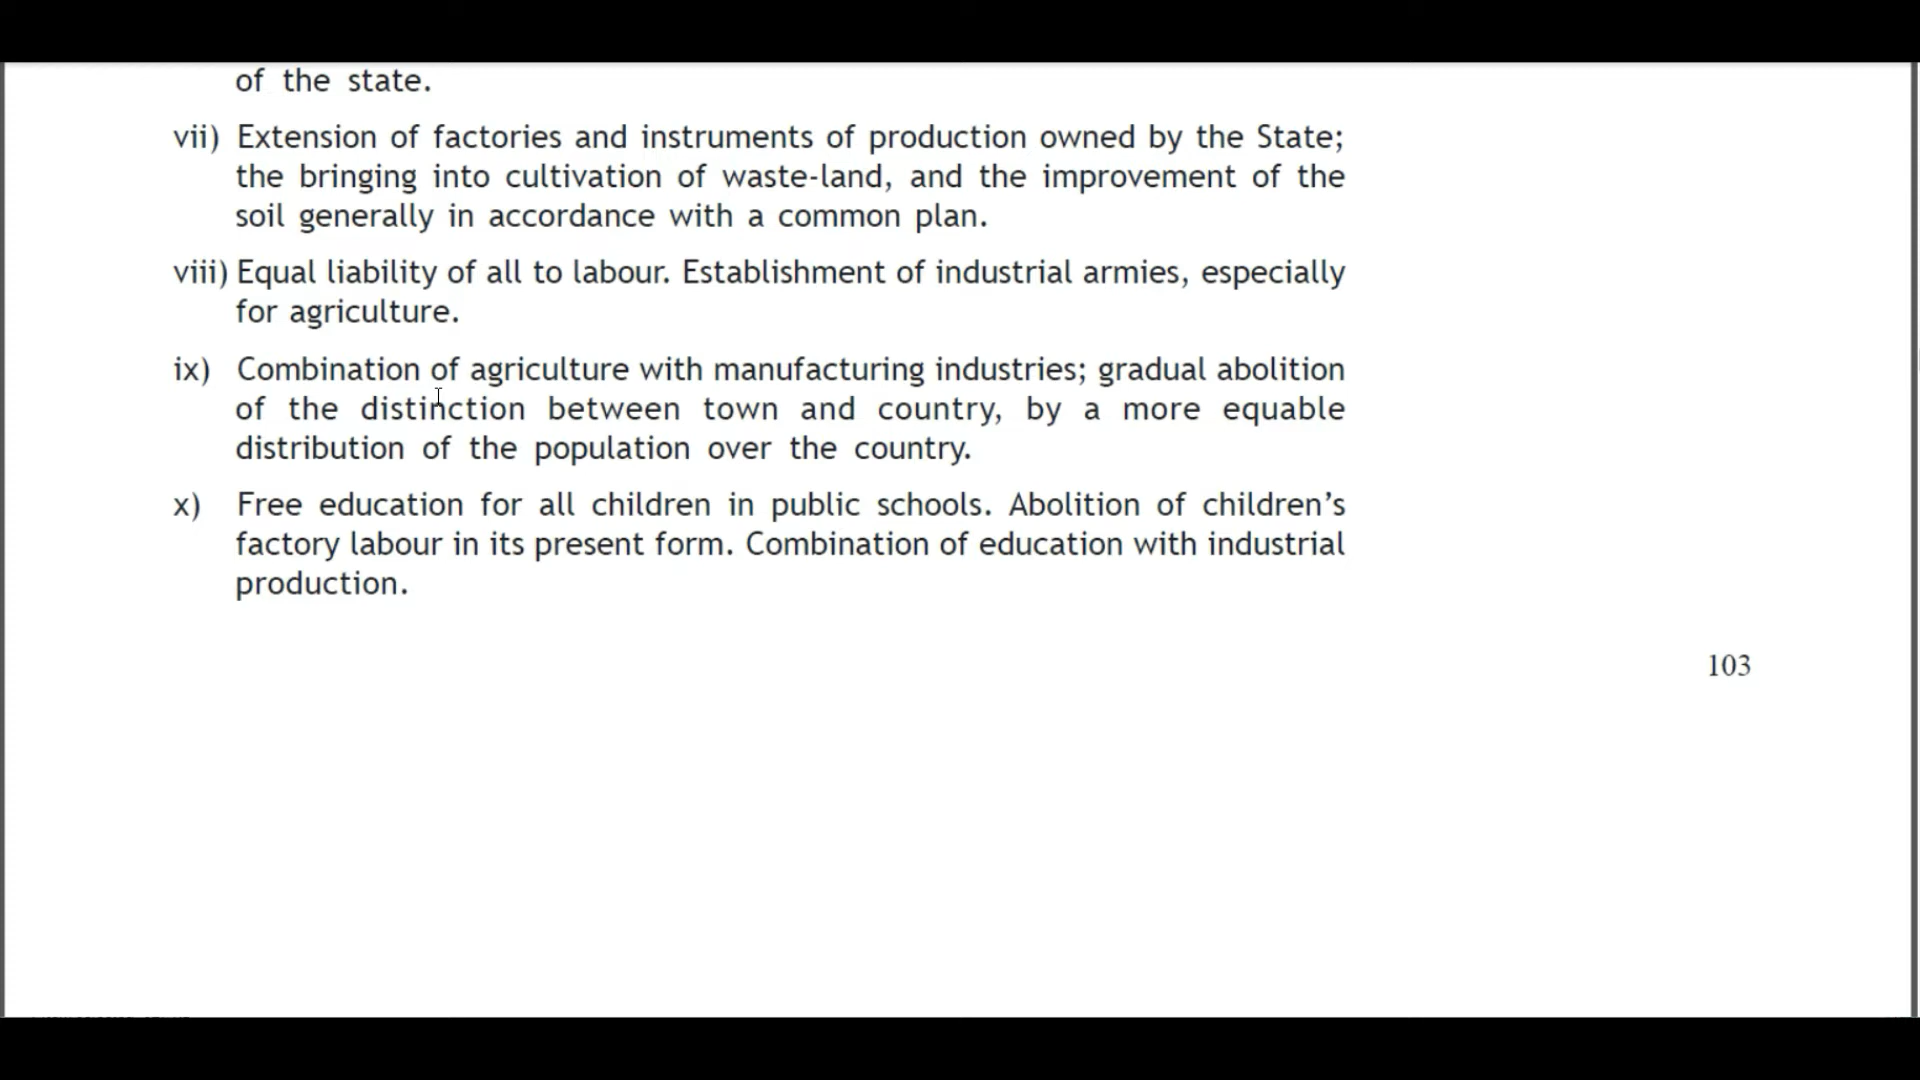 of the state.
vii) Extension of factories and instruments of production owned by the State;
the bringing into cultivation of waste-land, and the improvement of the
soil generally in accordance with a common plan.
viii) Equal liability of all to labour. Establishment of industrial armies, especially
for agriculture.
ix) Combination of agriculture with manufacturing industries; gradual abolition
of the distinction between town and country, by a more equable
distribution of the population over the country.
x) Free education for all children in public schools. Abolition of children’s
factory labour in its present form. Combination of education with industrial
production.
103